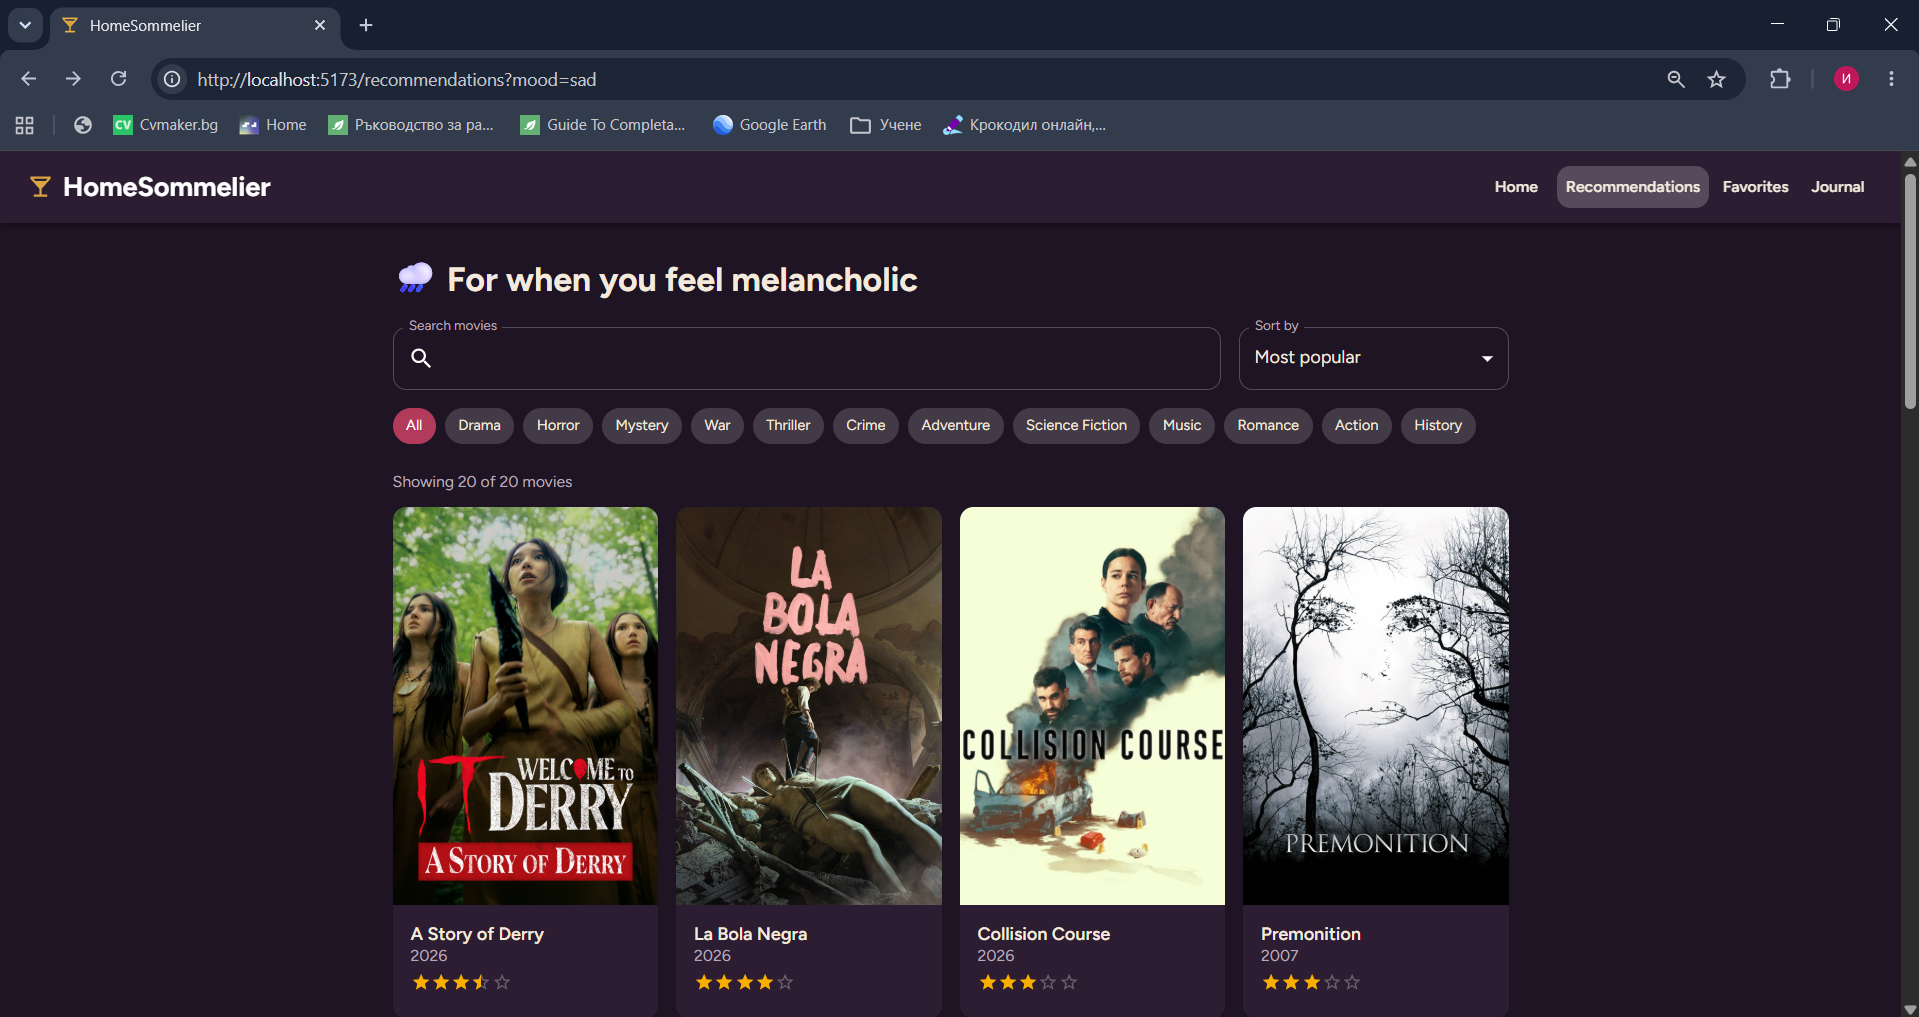 HomeSommelier
http://localhost:5173/recommendations?mood=sad
И
CV Cvmaker.bg
Home
Ръководство за ра...
Guide To Completa...
Google Earth
Учене
Крокодил онлайн,...
HomeSommelier
Home
Recommendations
Favorites
Journal
For when you feel melancholic
Search movies
Sort by
Most popular
All
Drama
Horror
Mystery
War
Thriller
Crime
Adventure
Science Fiction
Music
Romance
Action
History
Showing 20 of 20 movies
IT WELCOME TO
DERRY
A STORY OF DERRY
LA
BOLA
NEGRA
COLLISION COURSE
PREMONITION
A Story of Derry
2026
La Bola Negra
2026
Collision Course
2026
Premonition
2007